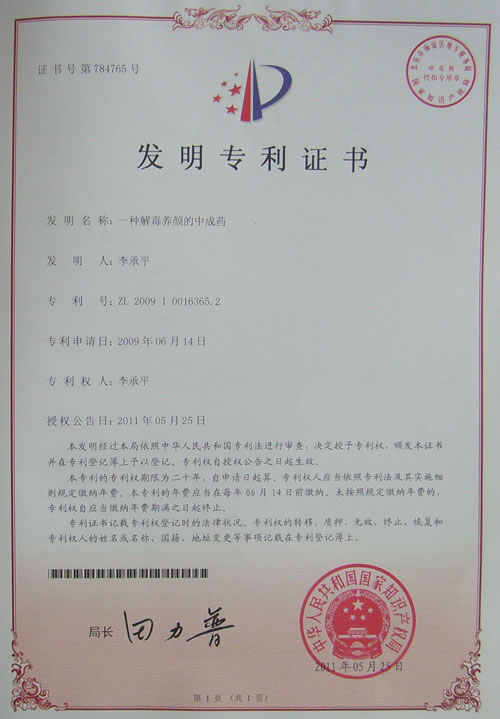 证书号第784765号
印花税
代扣专用章
国家知识产权局
发明专利证书
发明名称：一种解毒养颜的中成药
发明人：李承平
专利号：ZL 2009 1 0016365.2
专利申请日：2009年06月14日
专利权人：李承平
授权公告日：2011年05月25日
本发明经过本局依照中华人民共和国专利法进行审查，决定授予专利权，颁发本证书
并在专利登记簿上予以登记。专利权自授权公告之日起生效。
本专利的专利权期限为二十年，自申请日起算。专利权人应当依照专利法及其实施细
则规定缴纳年费。本专利的年费应当在每年06月14日前缴纳。未按照规定缴纳年费的，
专利权自应当缴纳年费期满之日起终止。
专利证书记载专利权登记时的法律状况。专利权的转移、质押、无效、终止、恢复和
专利权人的姓名或名称、国籍、地址变更等事项记载在专利登记簿上。
局长
田力普
中华人民共和国国家知识产权局
2011年05月25日
第1页（共1页）